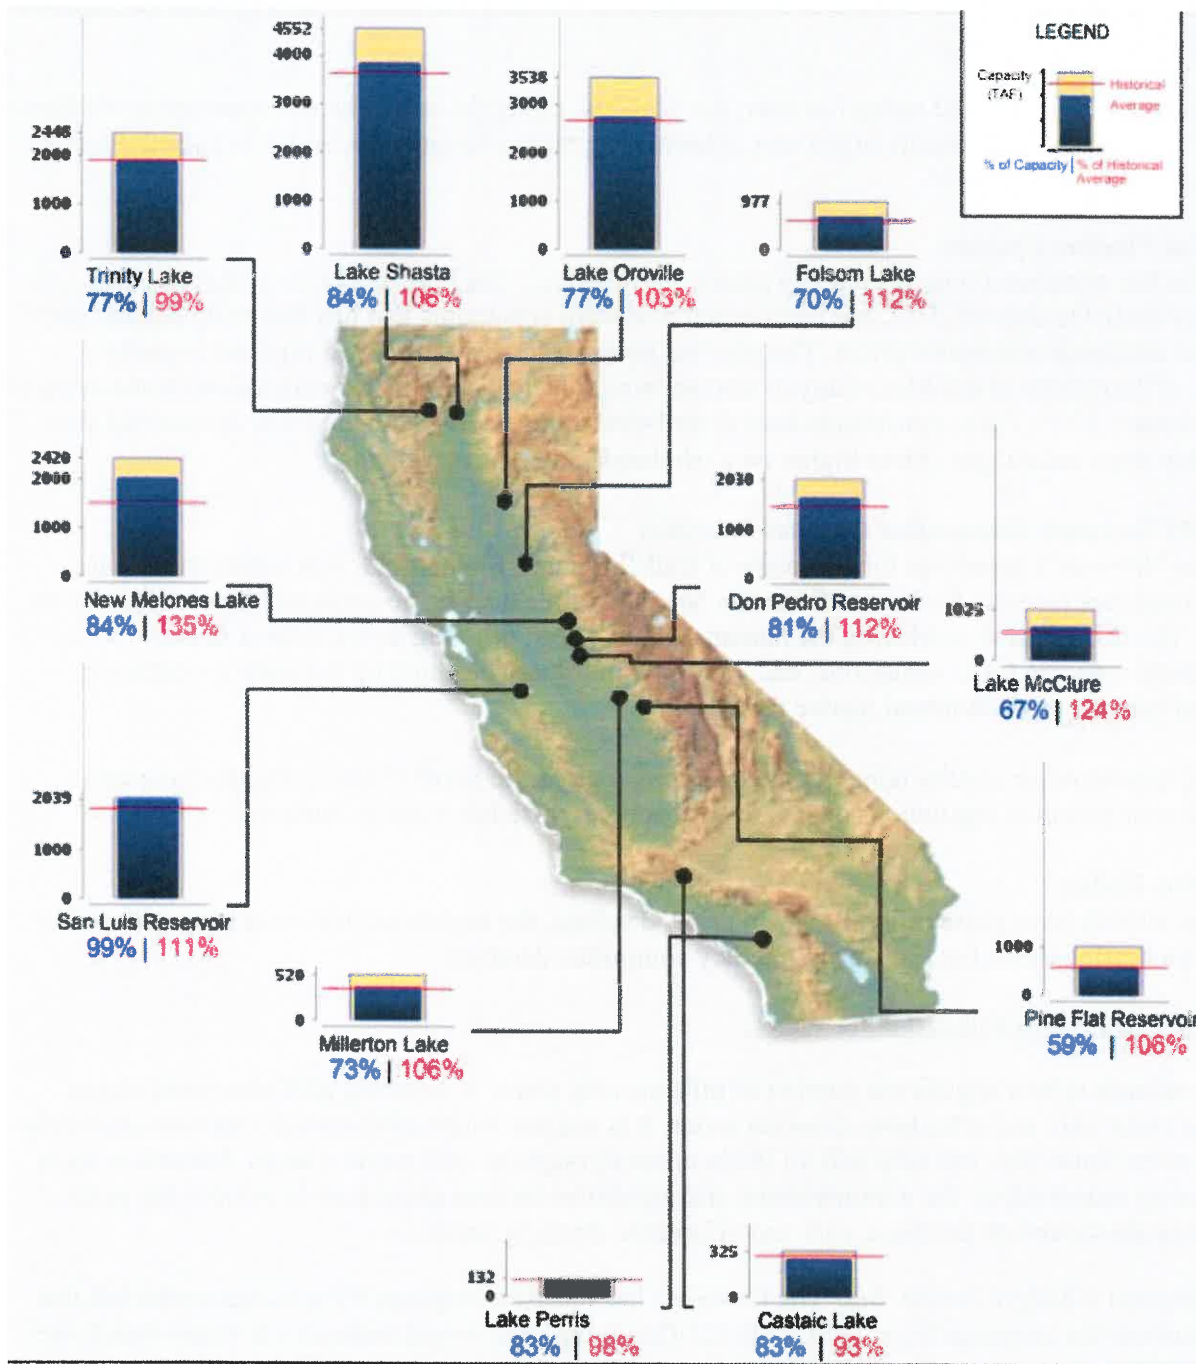 LEGEND
Capacity
(TAF)
Historical
Average
% of Capacity | % of Historical
Average
2448
2000
1000
0
Trinity Lake
77% | 99%
4552
4000
3000
2000
1000
0
Lake Shasta
84% | 106%
3538
3000
2000
1000
0
Lake Oroville
77% | 103%
977
0
Folsom Lake
70% | 112%
2420
2000
1000
0
New Melones Lake
84% | 135%
2030
1000
0
Don Pedro Reservoir
81% | 112%
1025
0
Lake McClure
67% | 124%
2039
1000
0
San Luis Reservoir
99% | 111%
520
0
Millerton Lake
73% | 106%
1000
0
Pine Flat Reservoir
59% | 106%
132
0
Lake Perris
83% | 98%
325
0
Castaic Lake
83% | 93%